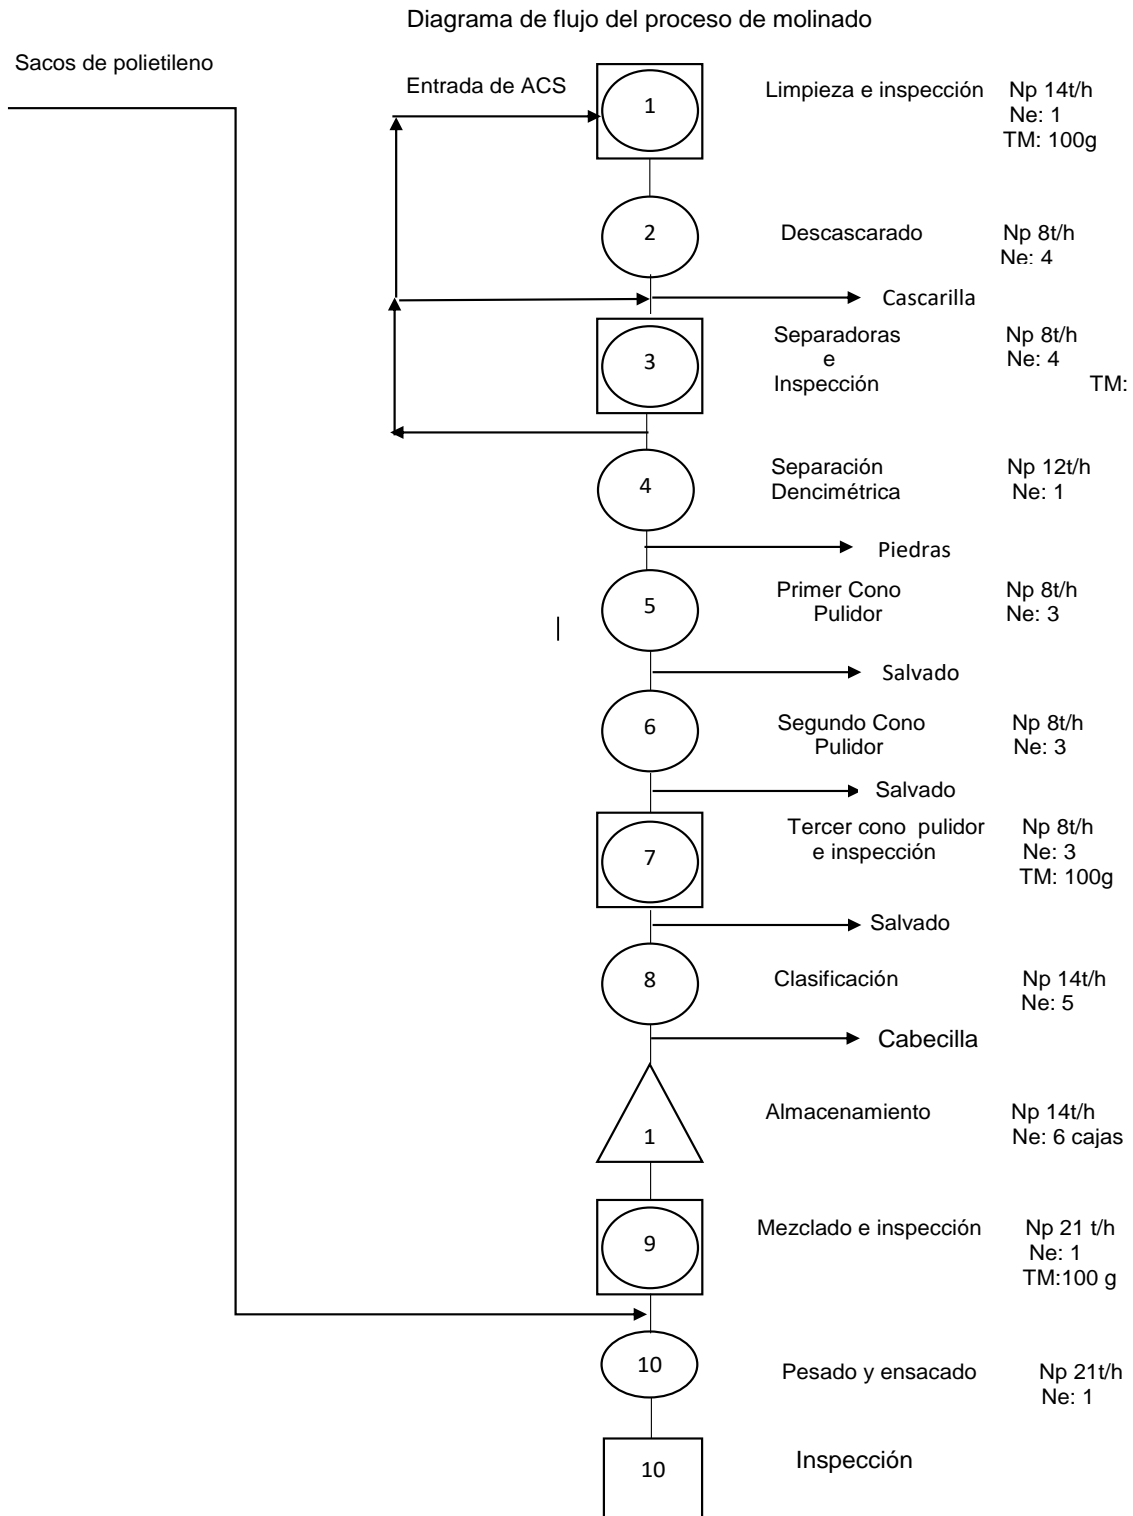 Diagrama de flujo del proceso de molinado
Sacos de polietileno
Entrada de ACS
1
Limpieza e inspección
Np 14t/h
Ne: 1
TM: 100g
2
Descascarado
Np 8t/h
Ne: 4
Cascarilla
3
Separadoras
e
Inspección
Np 8t/h
Ne: 4
TM:
4
Separación
Dencimétrica
Np 12t/h
Ne: 1
Piedras
5
Primer Cono
Pulidor
Np 8t/h
Ne: 3
Salvado
6
Segundo Cono
Pulidor
Np 8t/h
Ne: 3
Salvado
7
Tercer cono pulidor
e inspección
Np 8t/h
Ne: 3
TM: 100g
Salvado
8
Clasificación
Np 14t/h
Ne: 5
Cabecilla
1
Almacenamiento
Np 14t/h
Ne: 6 cajas
9
Mezclado e inspección
Np 21 t/h
Ne: 1
TM:100 g
10
Pesado y ensacado
Np 21t/h
Ne: 1
10
Inspección